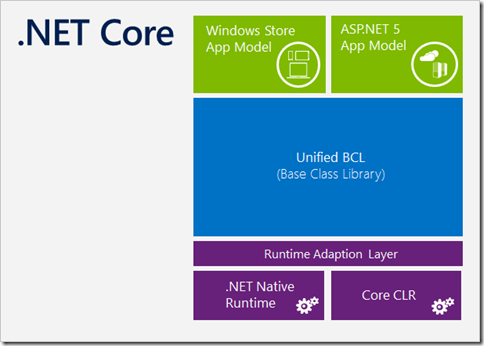 .NET Core
Windows Store
App Model
ASP.NET 5
App Model
Unified BCL
(Base Class Library)
Runtime Adaption Layer
.NET Native
Runtime
Core CLR